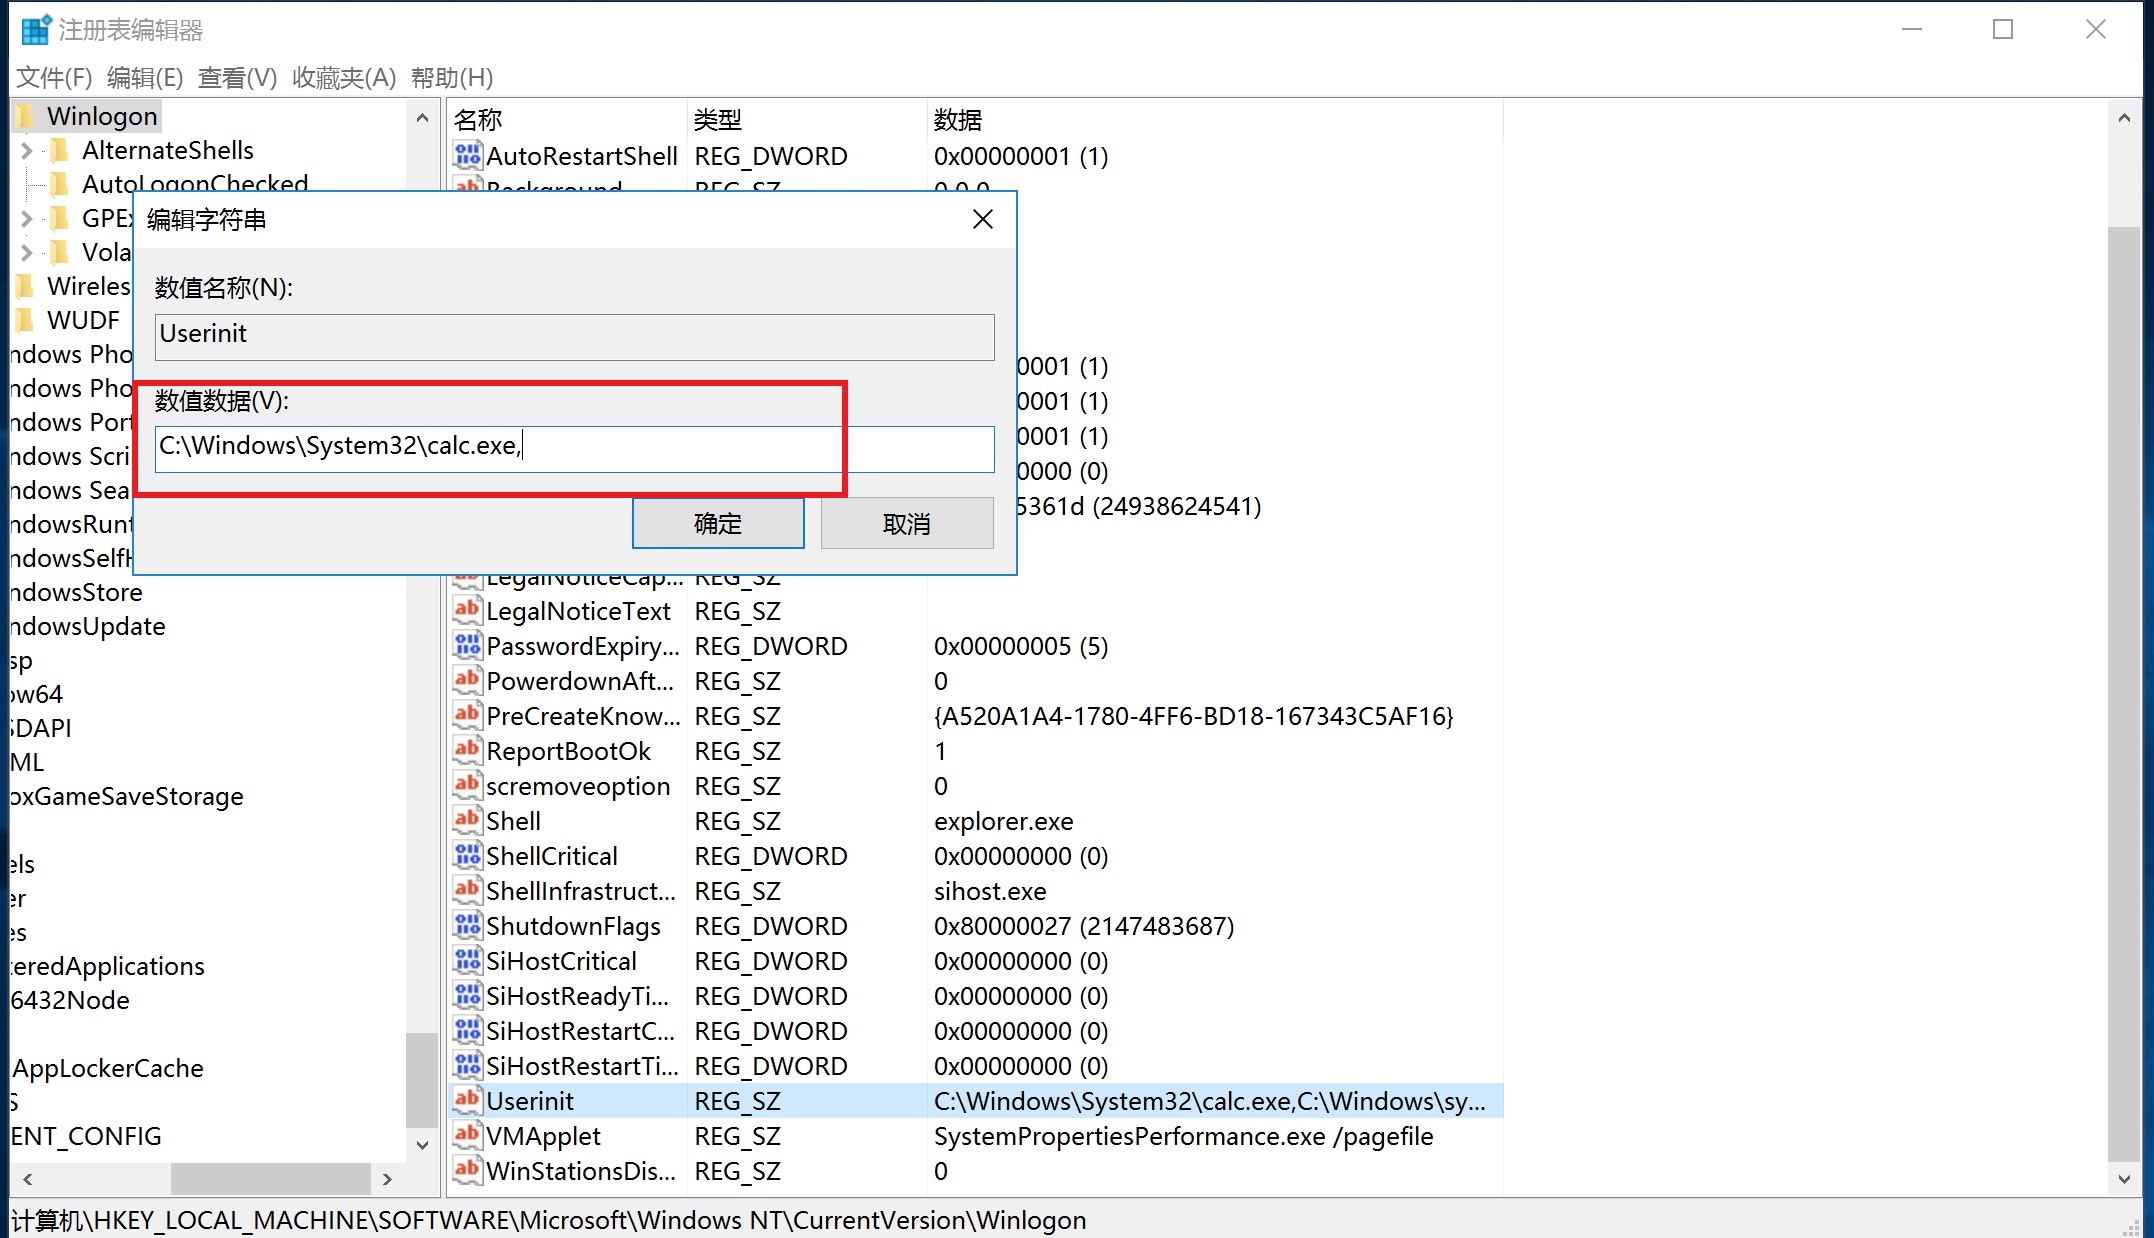 注册表编辑器
文件(F) 编辑(E) 查看(V) 收藏夹(A) 帮助(H)
Winlogon
AlternateShells
AutoLogonChecked
GPEx
Vola
Wireles
WUDF
ndows Pho
ndows Pho
ndows Port
ndows Scri
ndows Sea
ndowsRunt
ndowsSelfH
ndowsStore
ndowsUpdate
sp
ow64
SDAPI
ML
oxGameSaveStorage
els
er
es
teredApplications
6432Node
AppLockerCache
S
ENT_CONFIG
编辑字符串
数值名称(N):
Userinit
数值数据(V):
C:\Windows\System32\calc.exe,
确定 取消
名称 类型 数据
AutoRestartShell REG_DWORD 0x00000001 (1)
Background REG_SZ 0 0 0
0001 (1)
0001 (1)
0001 (1)
0000 (0)
5361d (24938624541)
LegalNoticeCap... REG_SZ
LegalNoticeText REG_SZ
PasswordExpiry... REG_DWORD 0x00000005 (5)
PowerdownAft... REG_SZ 0
PreCreateKnow... REG_SZ {A520A1A4-1780-4FF6-BD18-167343C5AF16}
ReportBootOk REG_SZ 1
scremoveoption REG_SZ 0
Shell REG_SZ explorer.exe
ShellCritical REG_DWORD 0x00000000 (0)
ShellInfrastruct... REG_SZ sihost.exe
ShutdownFlags REG_DWORD 0x80000027 (2147483687)
SiHostCritical REG_DWORD 0x00000000 (0)
SiHostReadyTi... REG_DWORD 0x00000000 (0)
SiHostRestartC... REG_DWORD 0x00000000 (0)
SiHostRestartTi... REG_DWORD 0x00000000 (0)
Userinit REG_SZ C:\Windows\System32\calc.exe,C:\Windows\sy...
VMApplet REG_SZ SystemPropertiesPerformance.exe /pagefile
WinStationsDis... REG_SZ 0
计算机\HKEY_LOCAL_MACHINE\SOFTWARE\Microsoft\Windows NT\CurrentVersion\Winlogon